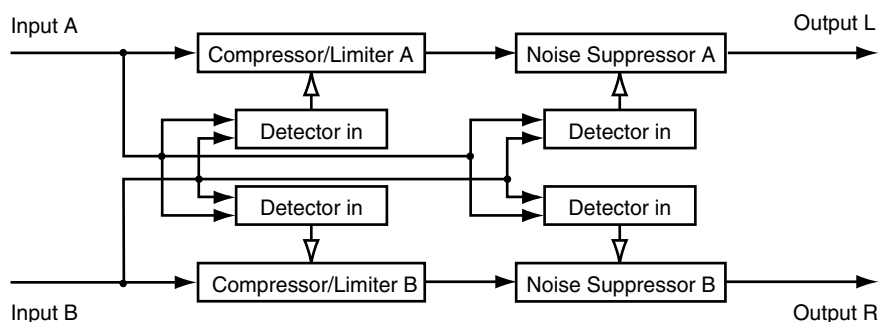 Input A
Output L
Compressor/Limiter A
Noise Suppressor A
Detector in
Detector in
Detector in
Detector in
Compressor/Limiter B
Noise Suppressor B
Input B
Output R